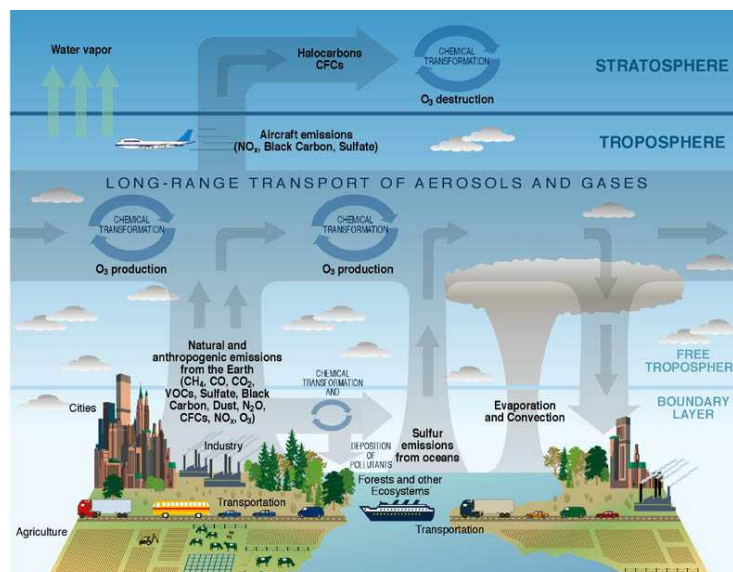 Water vapor
Halocarbons
CFCs
CHEMICAL
TRANSFORMATION
O₃ destruction
STRATOSPHERE
Aircraft emissions
(NOₓ, Black Carbon, Sulfate)
TROPOSPHERE
LONG-RANGE TRANSPORT OF AEROSOLS AND GASES
CHEMICAL
TRANSFORMATION
O₃ production
CHEMICAL
TRANSFORMATION
O₃ production
Natural and
anthropogenic emissions
from the Earth
(CH₄, CO, CO₂,
VOCs, Sulfate, Black
Carbon, Dust, N₂O,
CFCs, NOₓ, O₃)
CHEMICAL
TRANSFORMATION
AND
DEPOSITION
OF
POLLUTANTS
FREE
TROPOSPHER
BOUNDARY
LAYER
Cities
Industry
Sulfur
emissions
from oceans
Evaporation
and Convection
Forests and other
Ecosystems
Transportation
Transportation
Agriculture